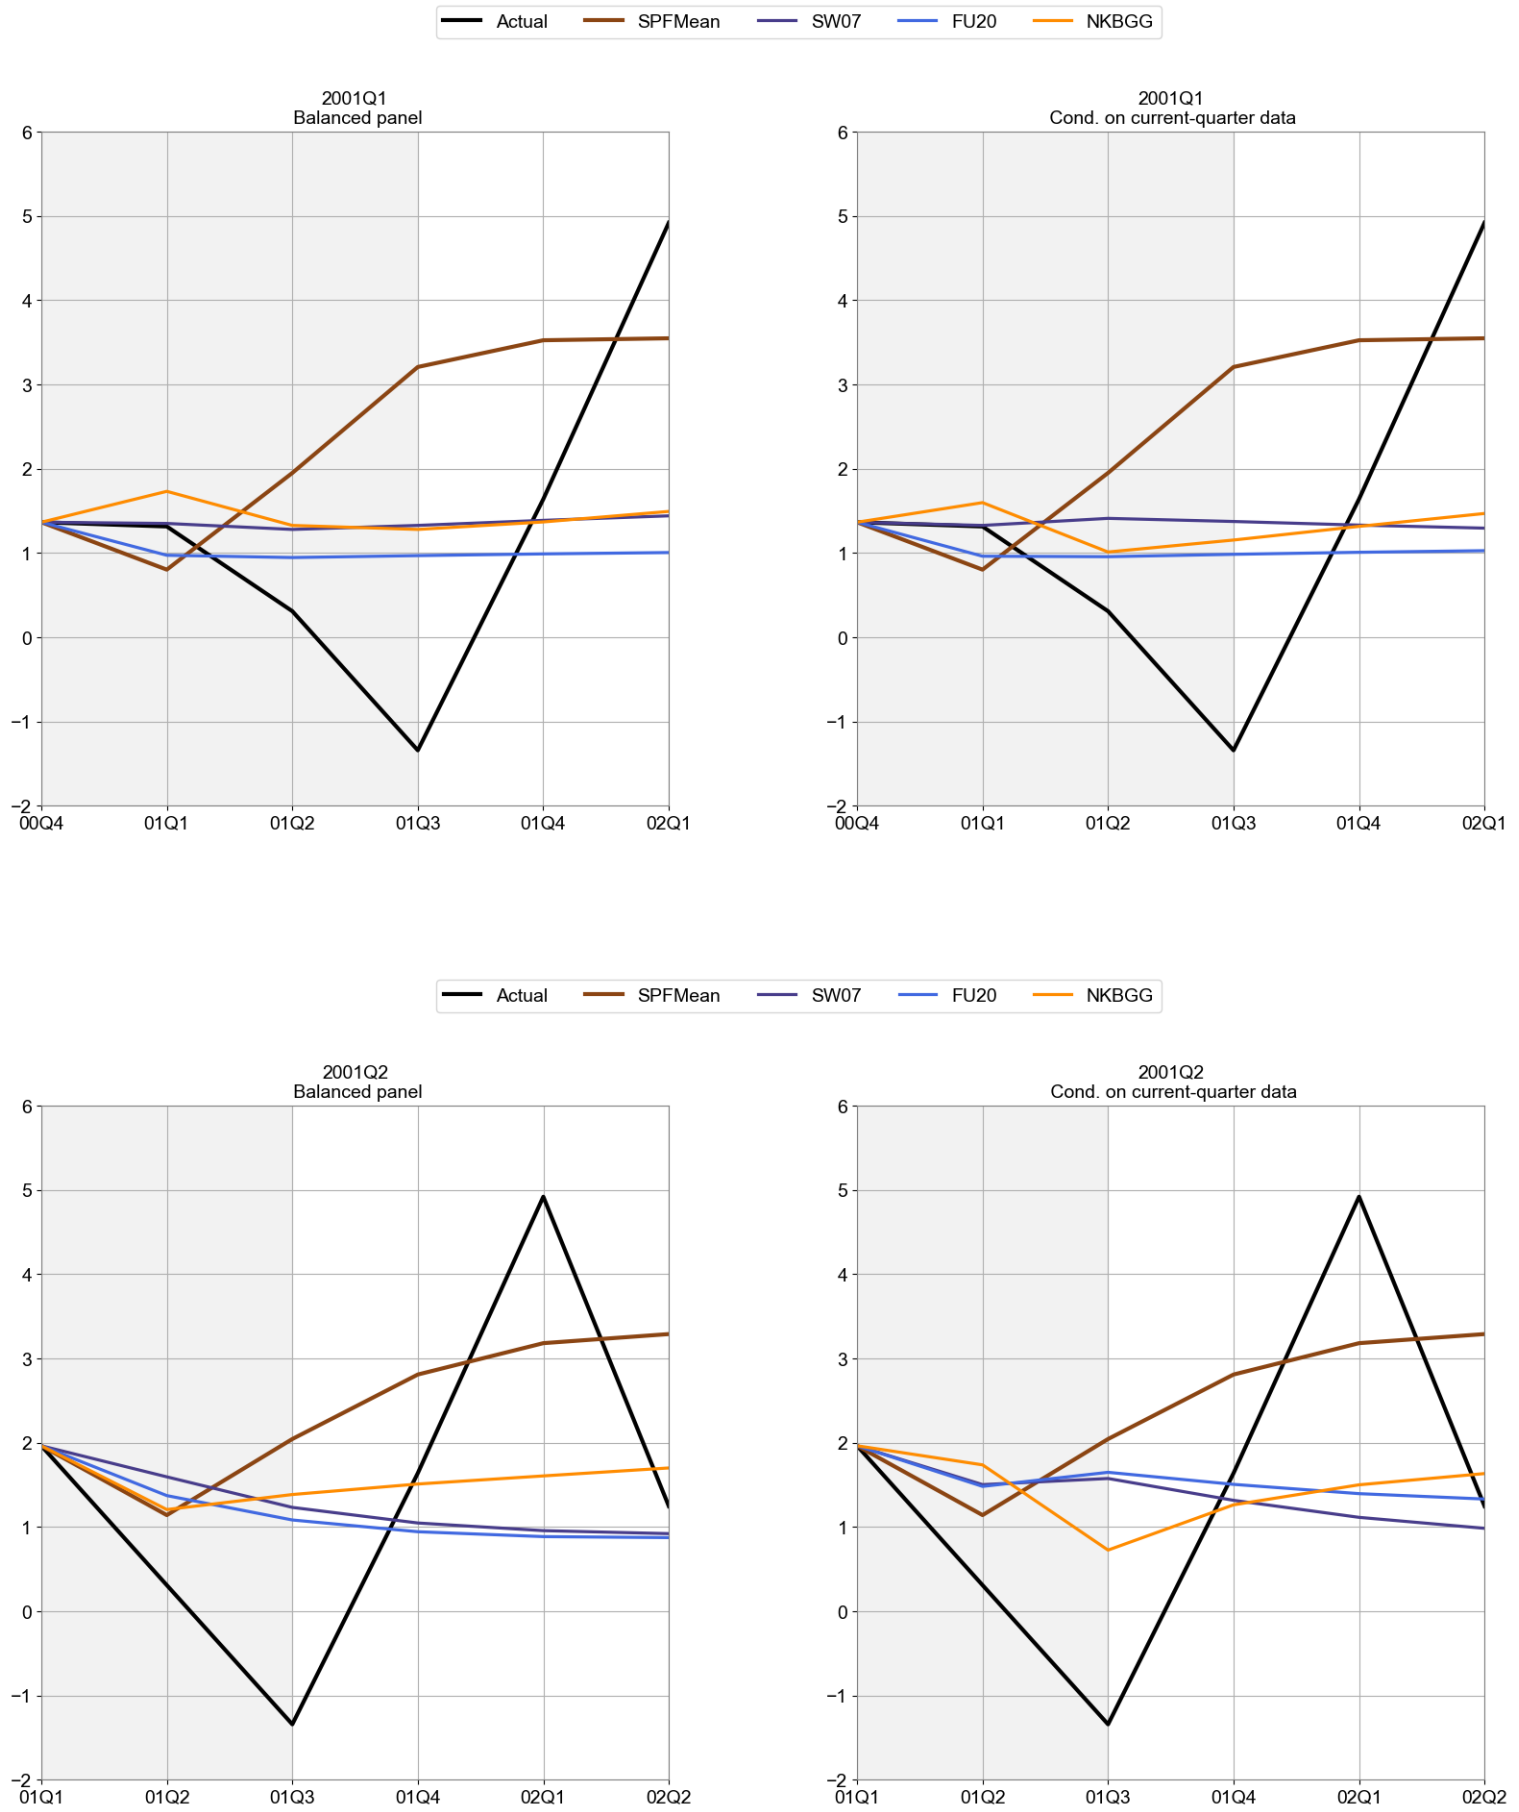 Actual SPFMean SW07 FU20 NKBGG
2001Q1
Balanced panel
6
5
4
3
2
1
0
−1
−2
00Q4 01Q1 01Q2 01Q3 01Q4 02Q1
2001Q1
Cond. on current-quarter data
6
5
4
3
2
1
0
−1
−2
00Q4 01Q1 01Q2 01Q3 01Q4 02Q1
Actual SPFMean SW07 FU20 NKBGG
2001Q2
Balanced panel
6
5
4
3
2
1
0
−1
−2
01Q1 01Q2 01Q3 01Q4 02Q1 02Q2
2001Q2
Cond. on current-quarter data
6
5
4
3
2
1
0
−1
−2
01Q1 01Q2 01Q3 01Q4 02Q1 02Q2